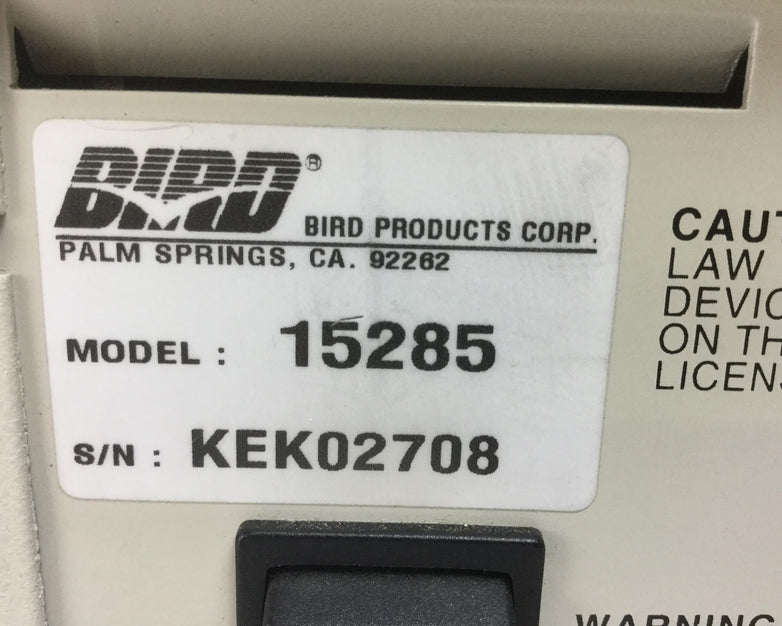 BIRD®
BIRD PRODUCTS CORP.
PALM SPRINGS, CA. 92262
MODEL : 15285
S/N : KEK02708
CAUT
LAW
DEVIC
ON TH
LICENS
WARNING